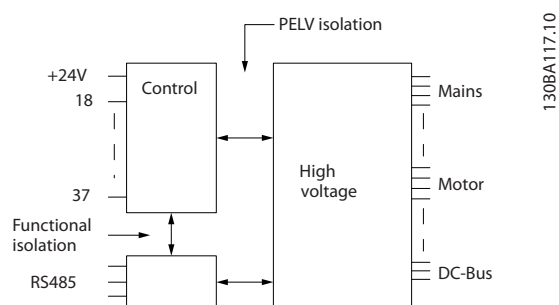 PELV isolation
+24V
Control
18
37
Functional
isolation
RS485
High
voltage
Mains
Motor
DC-Bus
130BA117.10